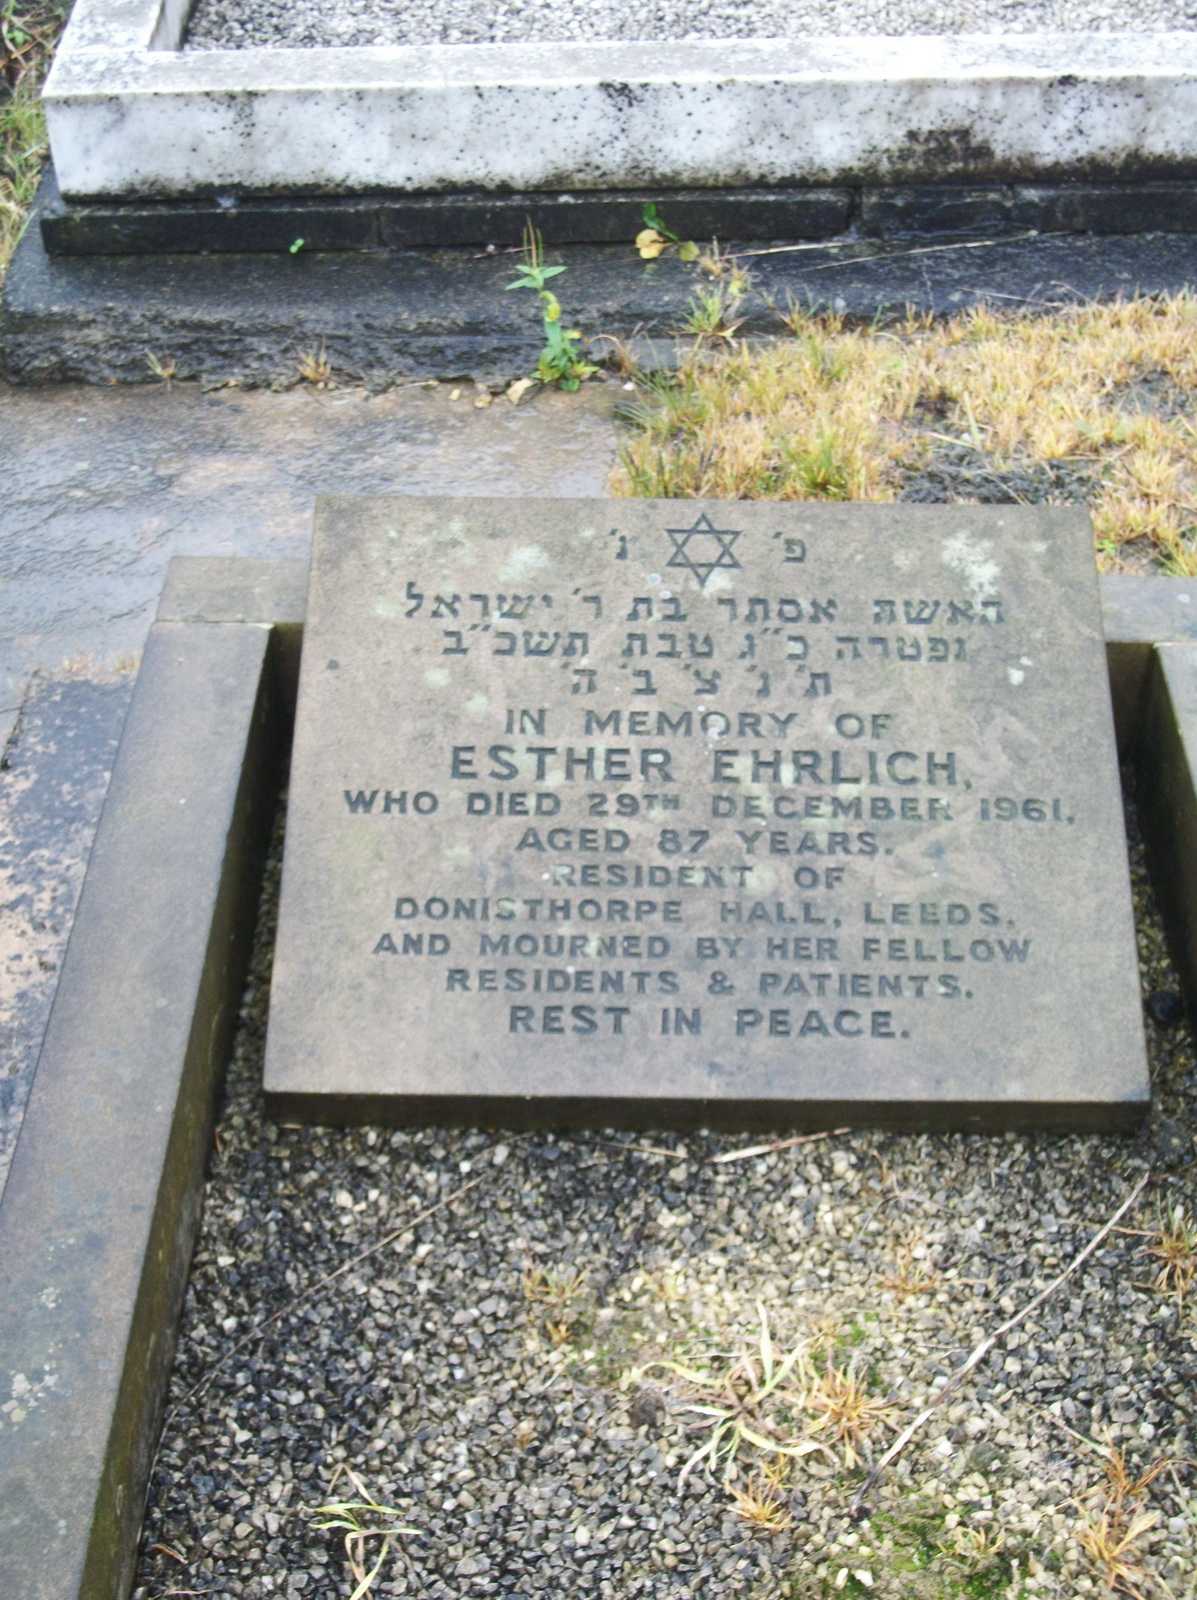 פ׳ נ׳
האשה אסתר בת ר׳ ישראל
ופטרה כ״ג טבת תשכ״ב
ת׳ נ׳ צ׳ ב׳ ה׳
IN MEMORY OF
ESTHER EHRLICH,
WHO DIED 29TH DECEMBER 1961.
AGED 87 YEARS.
RESIDENT OF
DONISTHORPE HALL, LEEDS.
AND MOURNED BY HER FELLOW
RESIDENTS & PATIENTS.
REST IN PEACE.